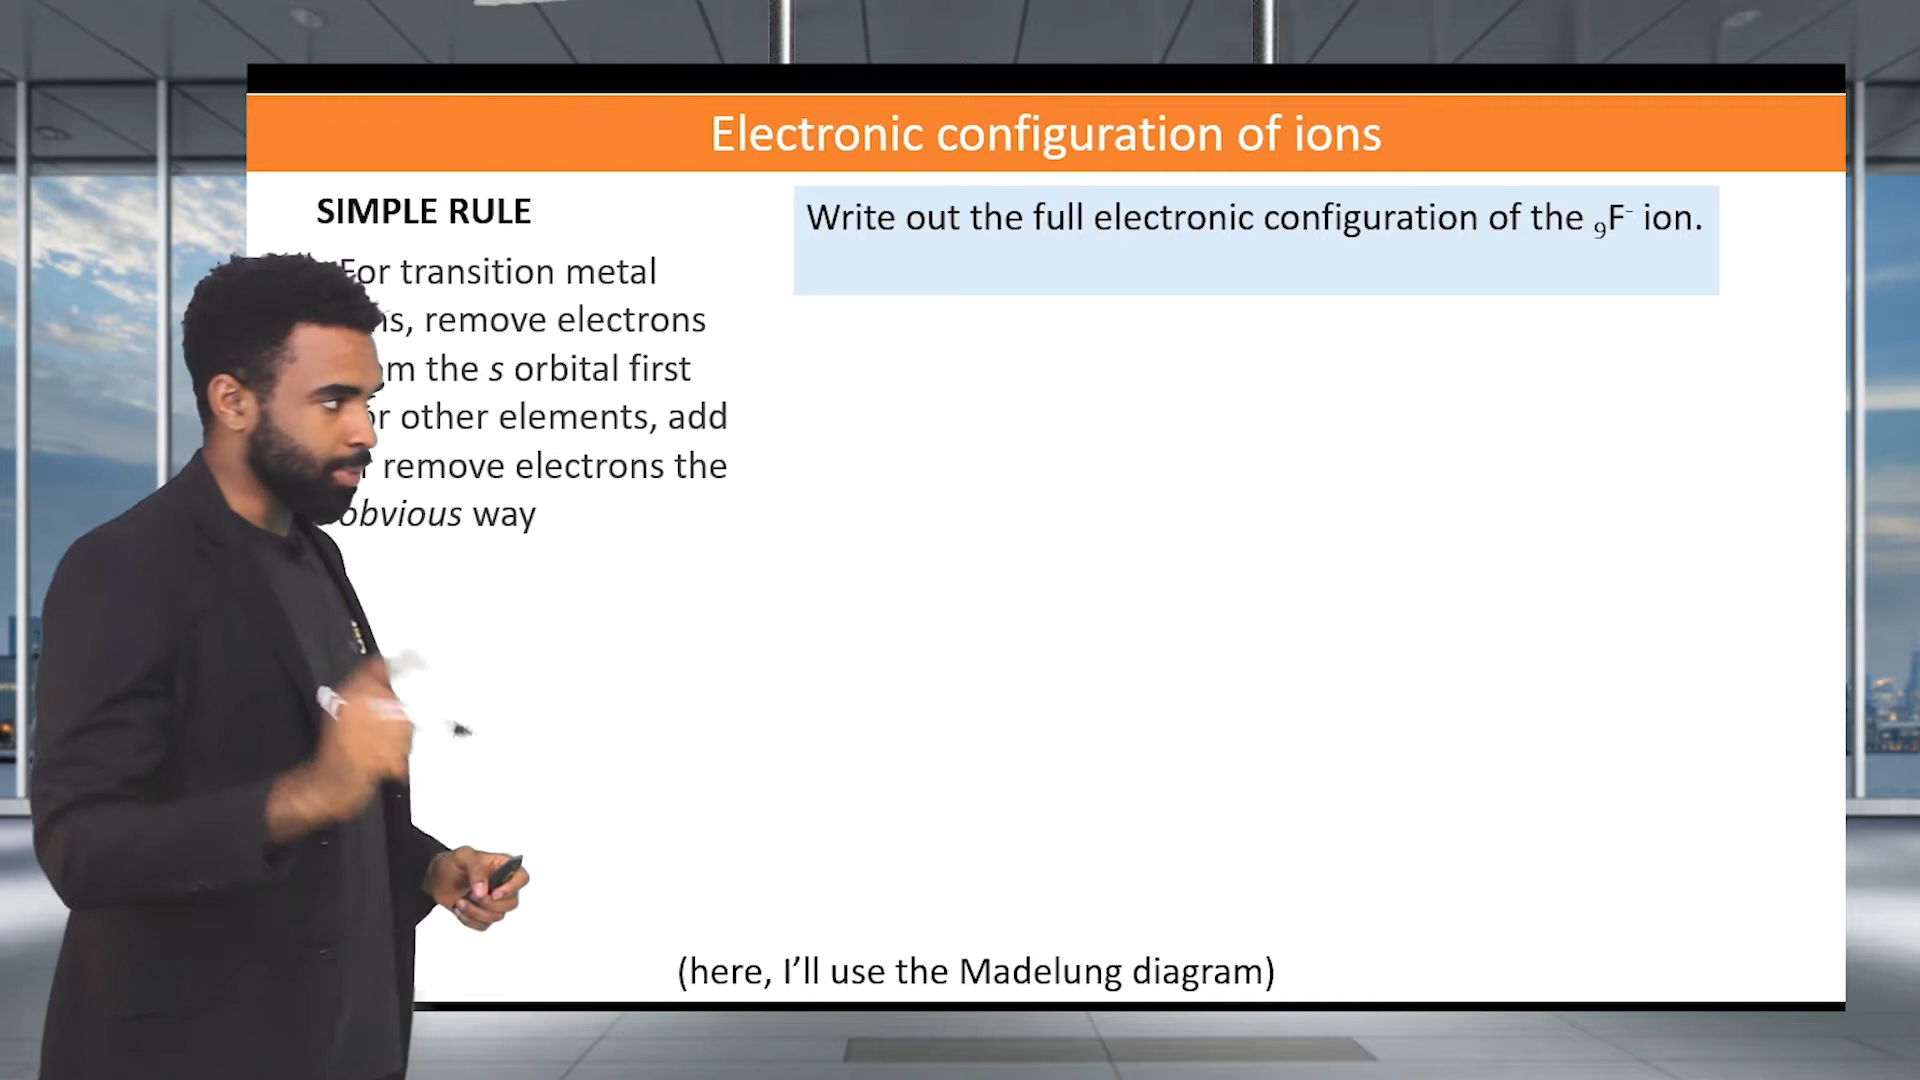 Electronic configuration of ions
SIMPLE RULE
For transition metal
ns, remove electrons
m the s orbital first
or other elements, add
r remove electrons the
obvious way
Write out the full electronic configuration of the ₉F⁻ ion.
(here, I’ll use the Madelung diagram)